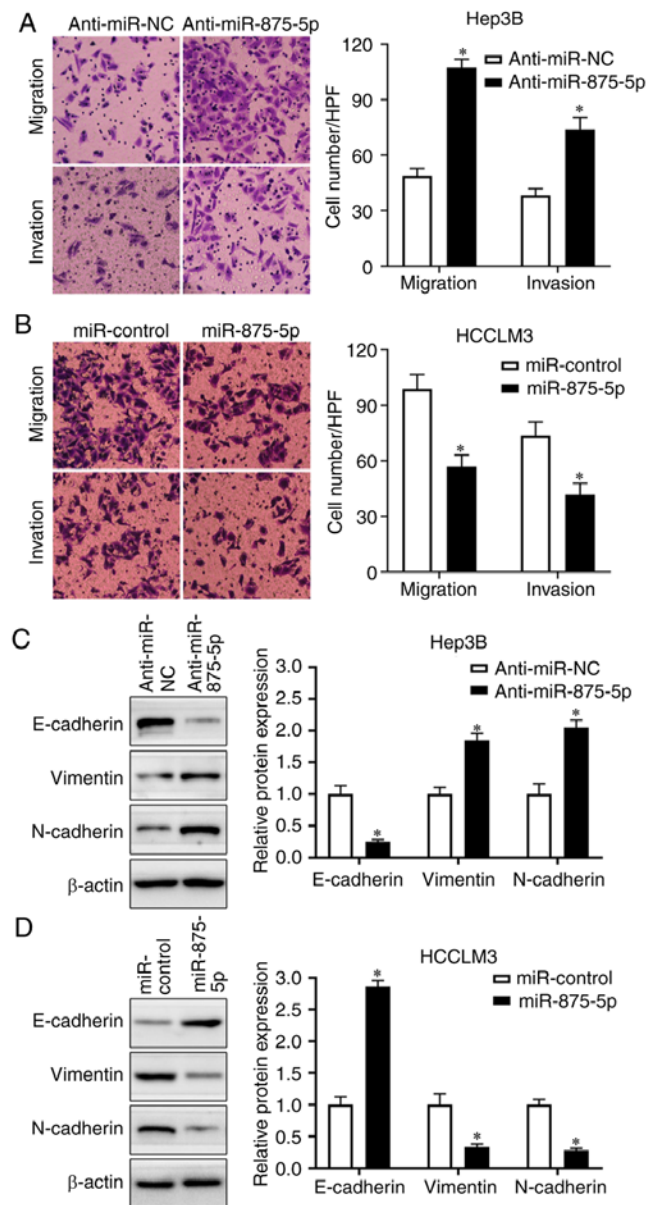 A
Anti-miR-NC Anti-miR-875-5p
Migration
Invation
Hep3B
Anti-miR-NC
Anti-miR-875-5p
Cell number/HPF
120
90
60
30
0
*
*
Migration Invasion
B
miR-control miR-875-5p
Migration
Invation
HCCLM3
miR-control
miR-875-5p
Cell number/HPF
120
90
60
30
0
*
*
Migration Invasion
C
Anti-miR-
NC
Anti-miR-
875-5p
E-cadherin
Vimentin
N-cadherin
β-actin
Hep3B
Anti-miR-NC
Anti-miR-875-5p
Relative protein expression
3.0
2.5
2.0
1.5
1.0
0.5
0.0
*
*
*
E-cadherin Vimentin N-cadherin
D
miR-
control
miR-875-
5p
E-cadherin
Vimentin
N-cadherin
β-actin
HCCLM3
miR-control
miR-875-5p
Relative protein expression
3.0
2.5
2.0
1.5
1.0
0.5
0.0
*
*
*
E-cadherin Vimentin N-cadherin